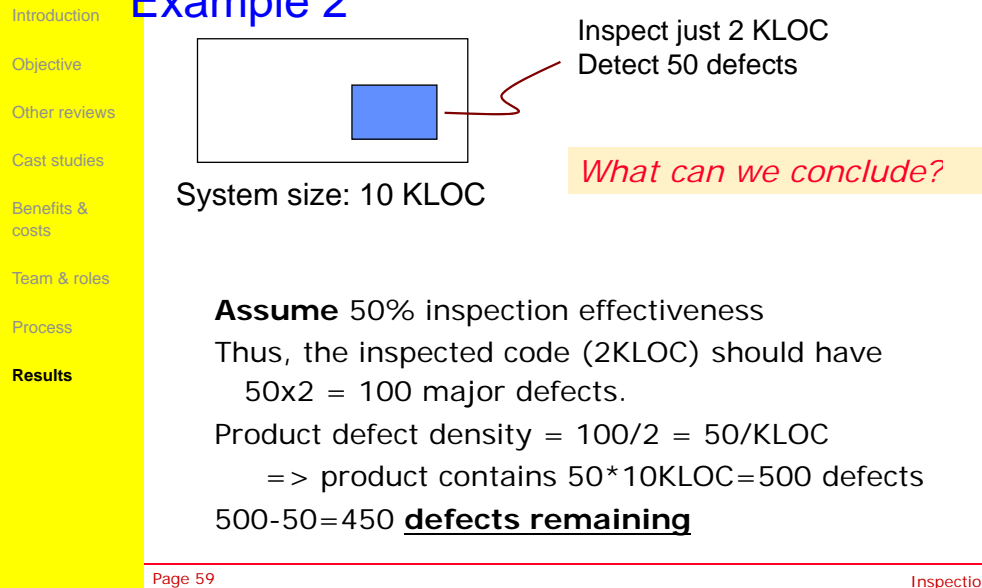 Example 2
Introduction
Objective
Other reviews
Cast studies
Benefits &
costs
Team & roles
Process
Results
Inspect just 2 KLOC
Detect 50 defects
What can we conclude?
System size: 10 KLOC
Assume 50% inspection effectiveness
Thus, the inspected code (2KLOC) should have
50x2 = 100 major defects.
Product defect density = 100/2 = 50/KLOC
=> product contains 50*10KLOC=500 defects
500-50=450 defects remaining
Page 59
Inspectio